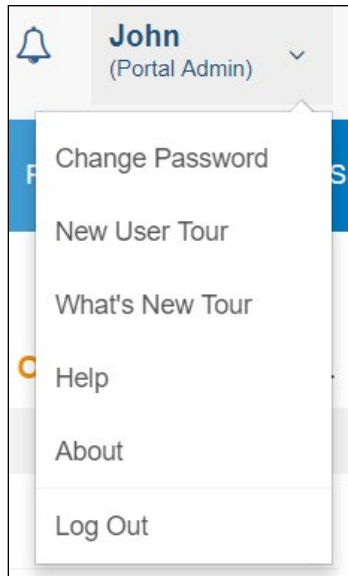 John
(Portal Admin)
Change Password
New User Tour
What's New Tour
Help
About
Log Out